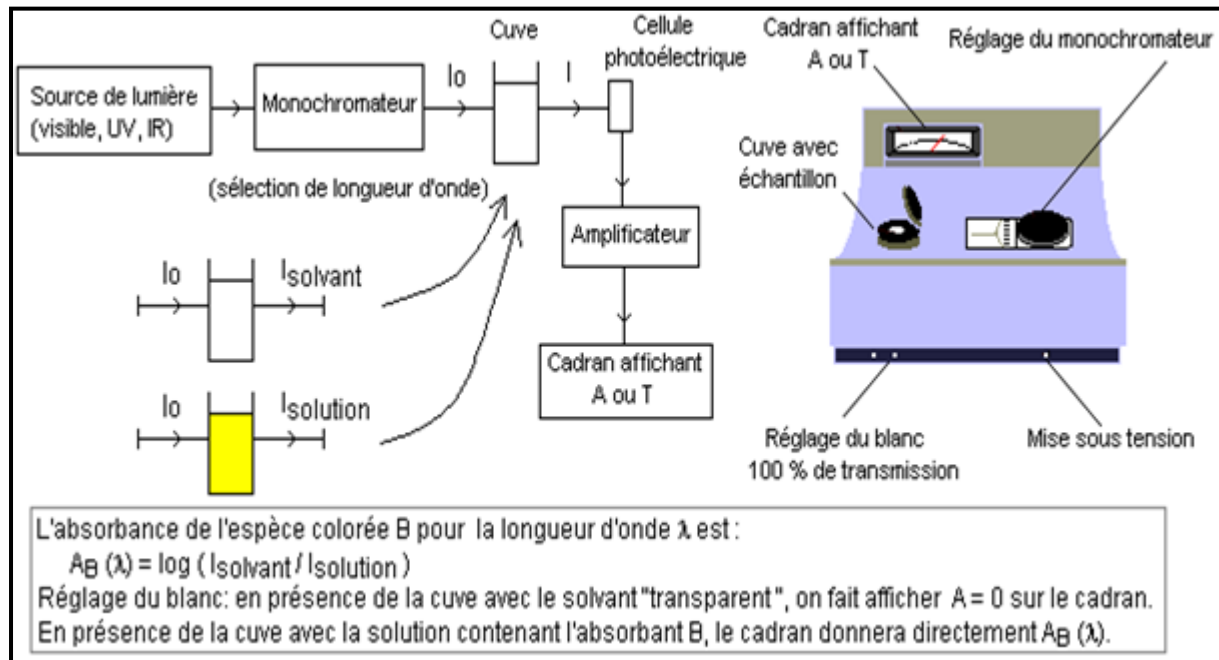 Source de lumière
(visible, UV, IR)
Monochromateur
(sélection de longueur d'onde)
Io
Cuve
I
Cellule
photoélectrique
Amplificateur
Cadran affichant
A ou T
Io
Isolvant
Io
Isolution
Cadran affichant
A ou T
Réglage du monochromateur
Cuve avec
échantillon
Réglage du blanc
100 % de transmission
Mise sous tension
L'absorbance de l'espèce colorée B pour la longueur d'onde λ est :
AB (λ) = log ( Isolvant / Isolution )
Réglage du blanc: en présence de la cuve avec le solvant "transparent", on fait afficher A = 0 sur le cadran.
En présence de la cuve avec la solution contenant l'absorbant B, le cadran donnera directement AB (λ).